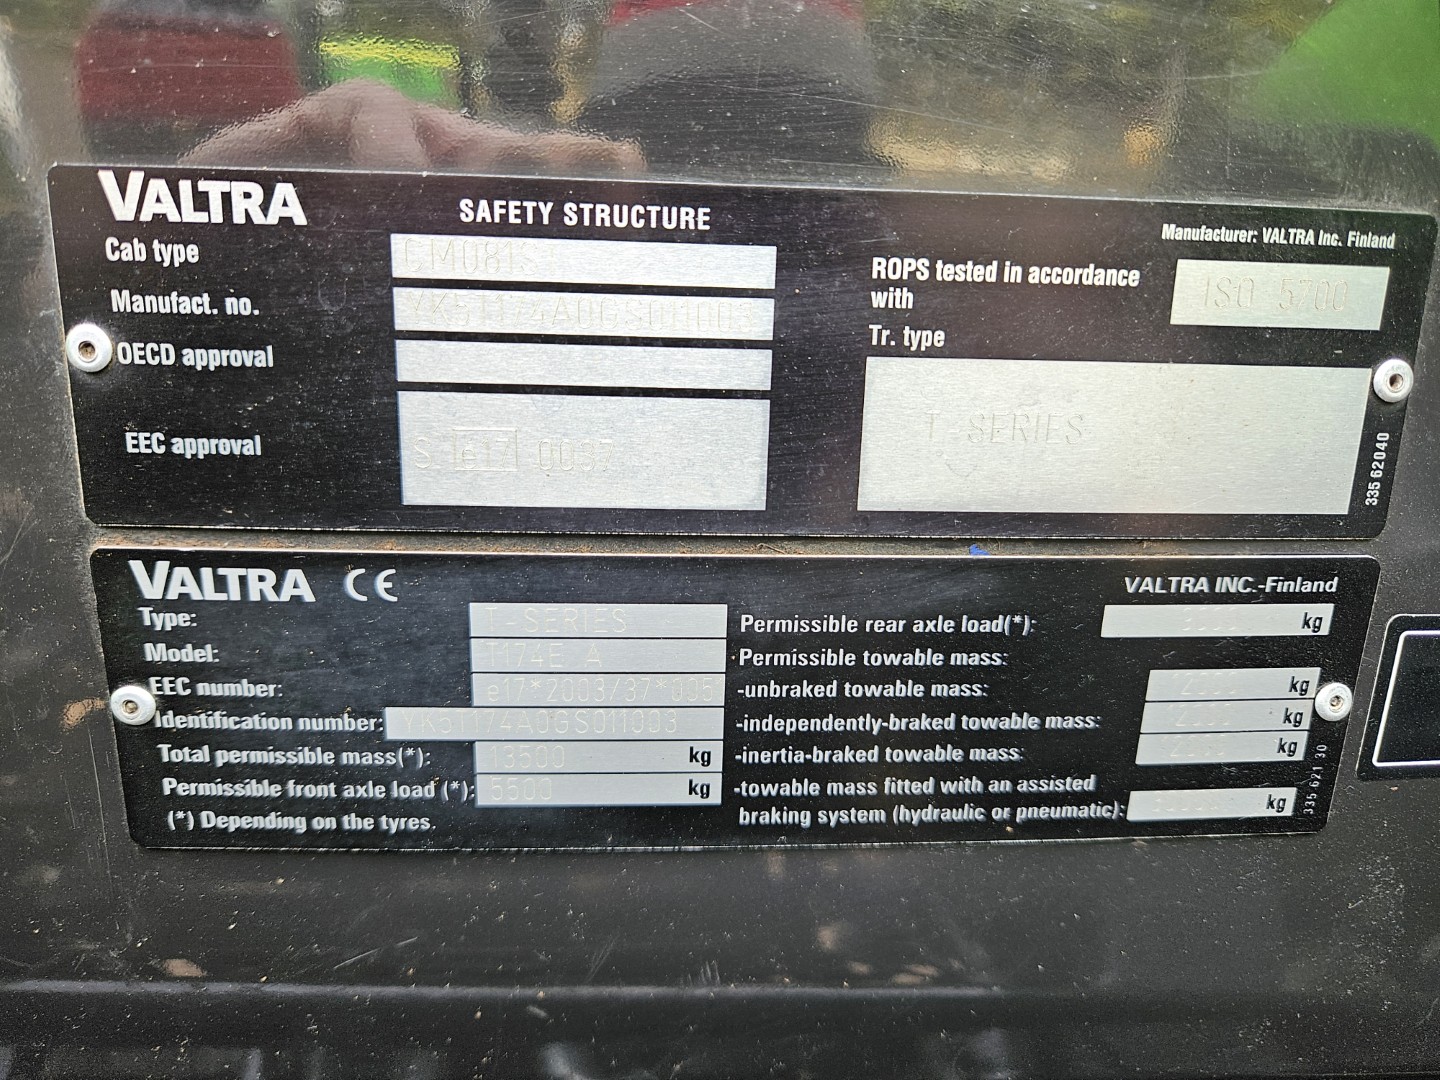 VALTRA
SAFETY STRUCTURE
Manufacturer: VALTRA Inc. Finland
Cab type
Manufact. no. YK5T174A0GS011003
OECD approval
EEC approval S e17
ROPS tested in accordance
with ISO 5700
Tr. type T-SERIES
335 62040
VALTRA CE
VALTRA INC.-Finland
Type: T-SERIES
Model: T174E A
EEC number:
Identification number: YK5T174A0GS011003
Total permissible mass(*): 13500 kg
Permissible front axle load (*): 5500 kg
(*) Depending on the tyres.
Permissible rear axle load(*): kg
Permissible towable mass:
-unbraked towable mass: kg
-independently-braked towable mass: kg
-inertia-braked towable mass: kg
-towable mass fitted with an assisted
braking system (hydraulic or pneumatic): kg
335 621 30